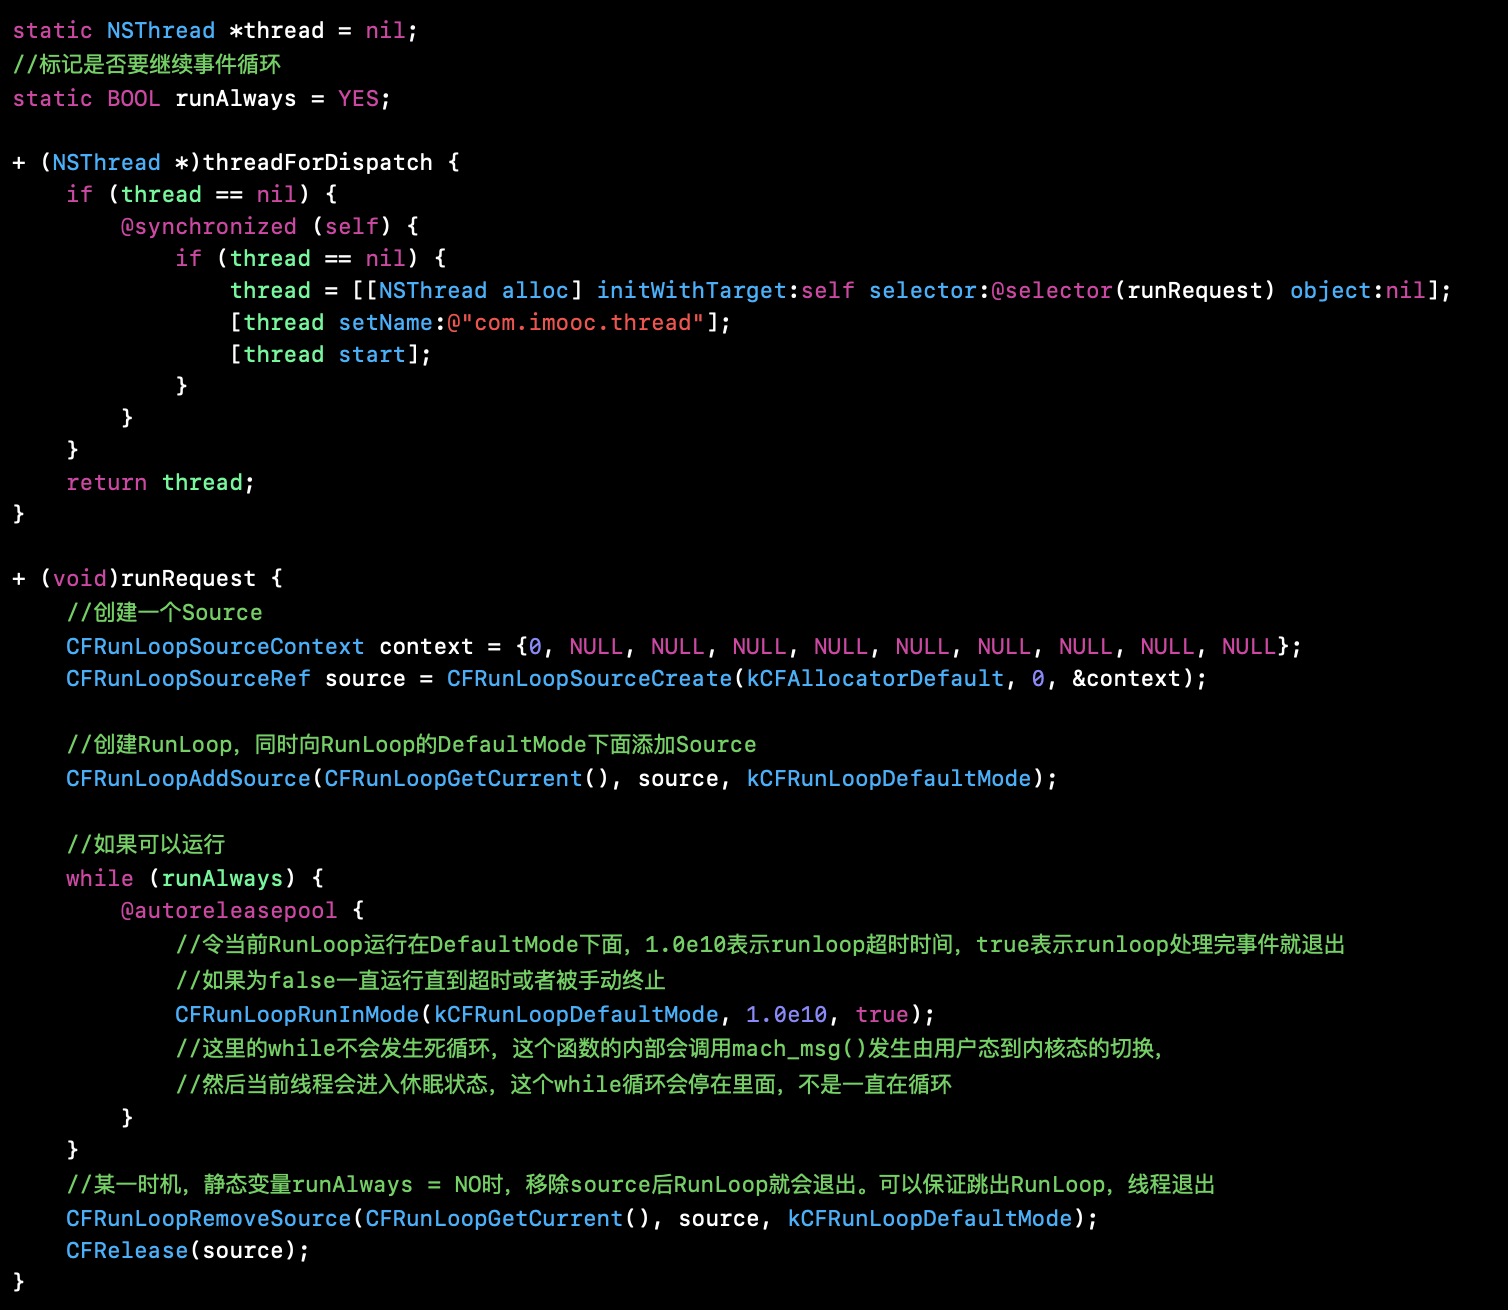 static NSThread *thread = nil;
//标记是否要继续事件循环
static BOOL runAlways = YES;

+ (NSThread *)threadForDispatch {
    if (thread == nil) {
        @synchronized (self) {
            if (thread == nil) {
                thread = [[NSThread alloc] initWithTarget:self selector:@selector(runRequest) object:nil];
                [thread setName:@"com.imooc.thread"];
                [thread start];
            }
        }
    }
    return thread;
}

+ (void)runRequest {
    //创建一个Source
    CFRunLoopSourceContext context = {0, NULL, NULL, NULL, NULL, NULL, NULL, NULL, NULL, NULL};
    CFRunLoopSourceRef source = CFRunLoopSourceCreate(kCFAllocatorDefault, 0, &context);

    //创建RunLoop，同时向RunLoop的DefaultMode下面添加Source
    CFRunLoopAddSource(CFRunLoopGetCurrent(), source, kCFRunLoopDefaultMode);

    //如果可以运行
    while (runAlways) {
        @autoreleasepool {
            //令当前RunLoop运行在DefaultMode下面，1.0e10表示runloop超时时间，true表示runloop处理完事件就退出
            //如果为false一直运行直到超时或者被手动终止
            CFRunLoopRunInMode(kCFRunLoopDefaultMode, 1.0e10, true);
            //这里的while不会发生死循环，这个函数的内部会调用mach_msg()发生由用户态到内核态的切换，
            //然后当前线程会进入休眠状态，这个while循环会停在里面，不是一直在循环
        }
    }
    //某一时机，静态变量runAlways = NO时，移除source后RunLoop就会退出。可以保证跳出RunLoop，线程退出
    CFRunLoopRemoveSource(CFRunLoopGetCurrent(), source, kCFRunLoopDefaultMode);
    CFRelease(source);
}